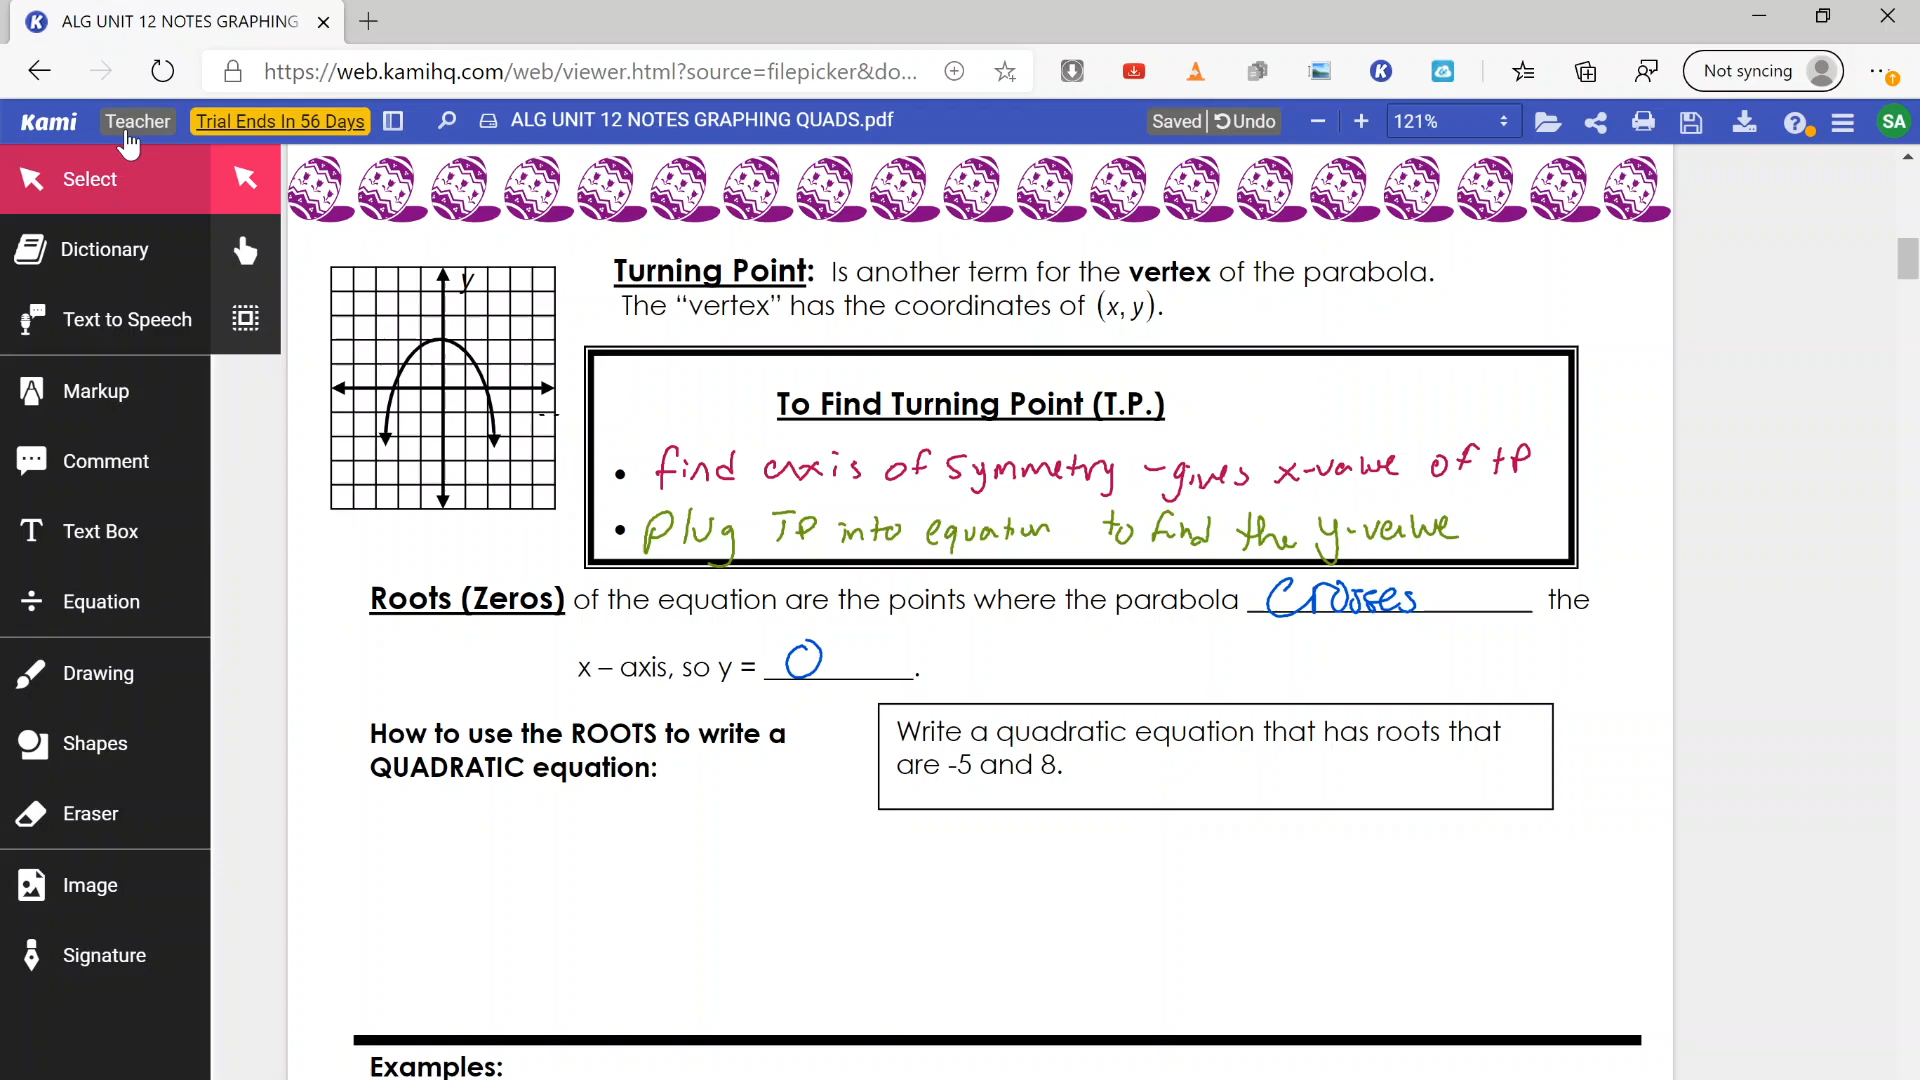 ALG UNIT 12 NOTES GRAPHING
https://web.kamihq.com/web/viewer.html?source=filepicker&do...
Not syncing
Kami Teacher Trial Ends In 56 Days ALG UNIT 12 NOTES GRAPHING QUADS.pdf Saved | Undo 121% SA
Select
Dictionary
Text to Speech
Markup
Comment
Text Box
Equation
Drawing
Shapes
Eraser
Image
Signature
y
Turning Point: Is another term for the vertex of the parabola.
The “vertex” has the coordinates of (x, y).
To Find Turning Point (T.P.)
• find axis of symmetry - gives x-value of tP
• Plug TP into equation to find the y-value
Roots (Zeros) of the equation are the points where the parabola crosses the
x – axis, so y = 0.
How to use the ROOTS to write a
QUADRATIC equation:
Write a quadratic equation that has roots that
are -5 and 8.
Examples: